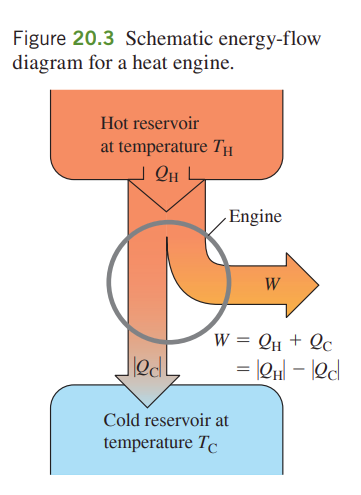 Figure 20.3 Schematic energy-flow
diagram for a heat engine.
Hot reservoir
at temperature T_H
Q_H
Engine
W
W = Q_H + Q_C
= |Q_H| − |Q_C|
|Q_C|
Cold reservoir at
temperature T_C